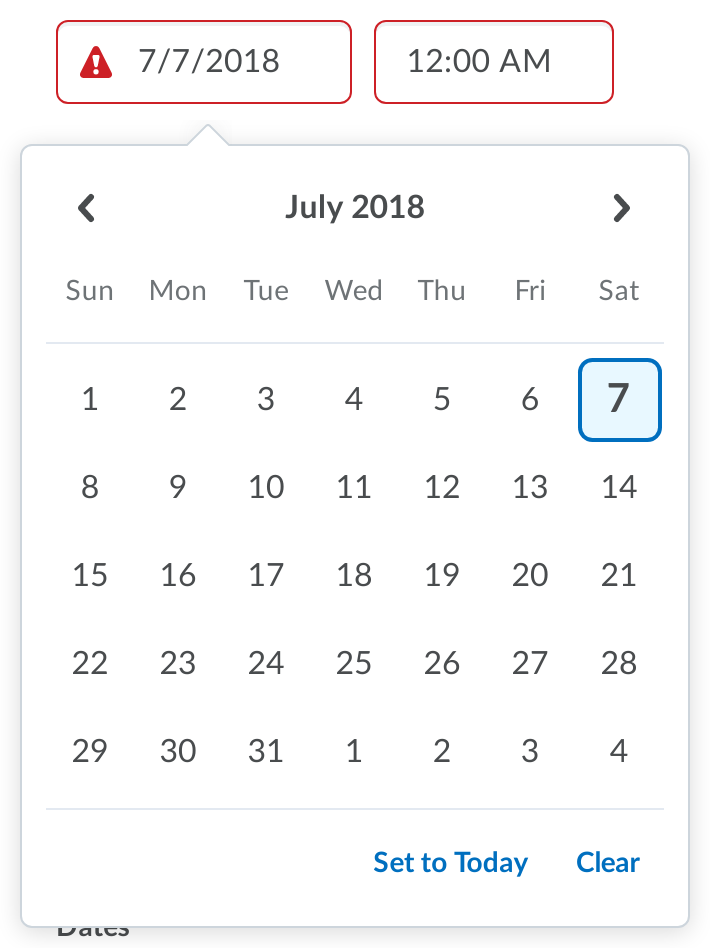 7/7/2018 12:00 AM
July 2018
Sun Mon Tue Wed Thu Fri Sat
1 2 3 4 5 6 7
8 9 10 11 12 13 14
15 16 17 18 19 20 21
22 23 24 25 26 27 28
29 30 31 1 2 3 4
Set to Today Clear
Dates